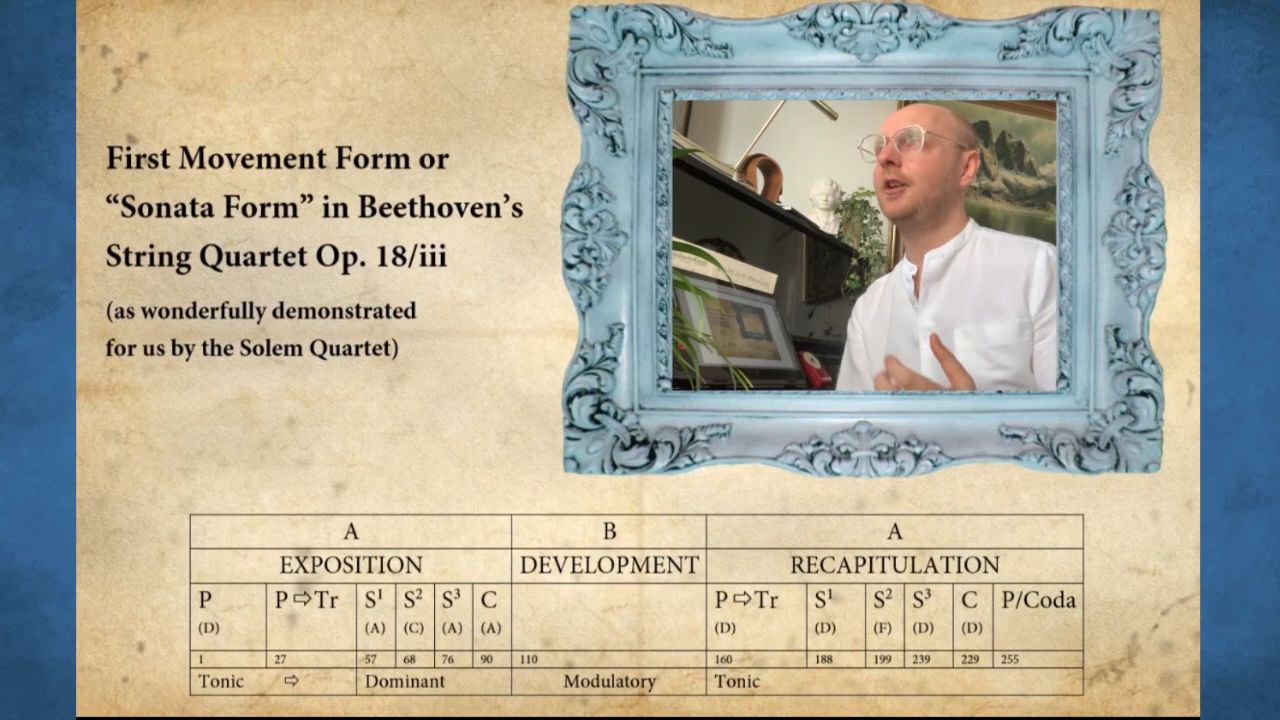 First Movement Form or
“Sonata Form” in Beethoven’s
String Quartet Op. 18/iii
(as wonderfully demonstrated
for us by the Solem Quartet)
A B A
EXPOSITION DEVELOPMENT RECAPITULATION
P P⇨Tr S¹ S² S³ C P⇨Tr S¹ S² S³ C P/Coda
(D) (A) (C) (A) (A) (D) (D) (F) (D) (D)
1 27 57 68 76 90 110 160 188 199 239 229 255
Tonic ⇨ Dominant Modulatory Tonic